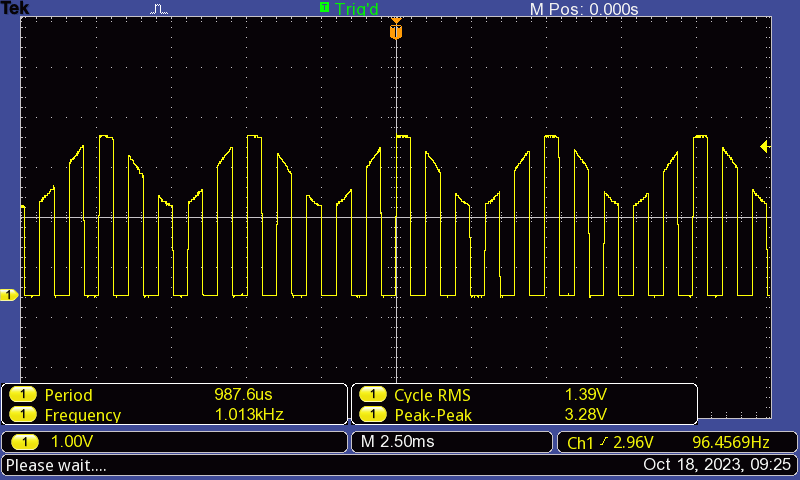 Tek T Trig'd M Pos: 0.000s
T
1
1 Period 987.6us 1 Cycle RMS 1.39V
1 Frequency 1.013kHz 1 Peak-Peak 3.28V
1 1.00V M 2.50ms Ch1 / 2.96V 96.4569Hz
Please wait.... Oct 18, 2023, 09:25